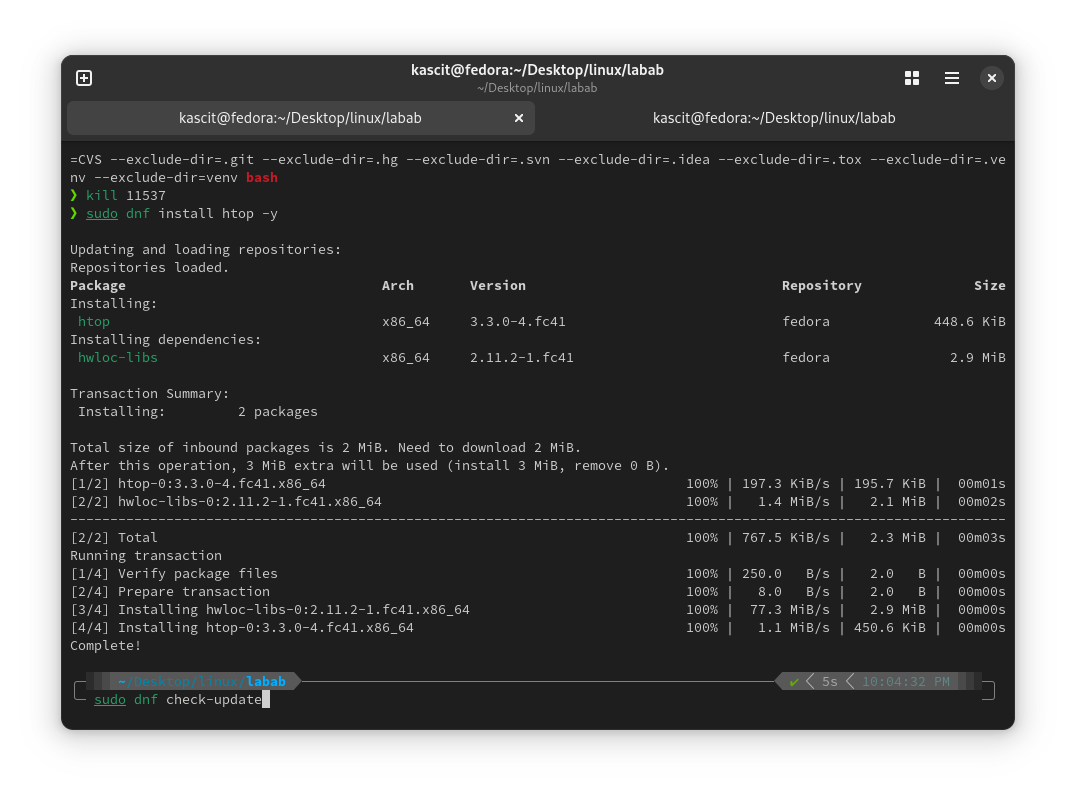 kascit@fedora:~/Desktop/linux/labab
~/Desktop/linux/labab
kascit@fedora:~/Desktop/linux/labab × kascit@fedora:~/Desktop/linux/labab
=CVS --exclude-dir=.git --exclude-dir=.hg --exclude-dir=.svn --exclude-dir=.idea --exclude-dir=.tox --exclude-dir=.ve
nv --exclude-dir=venv bash
❯ kill 11537
❯ sudo dnf install htop -y
Updating and loading repositories:
Repositories loaded.
Package Arch Version Repository Size
Installing:
htop x86_64 3.3.0-4.fc41 fedora 448.6 KiB
Installing dependencies:
hwloc-libs x86_64 2.11.2-1.fc41 fedora 2.9 MiB
Transaction Summary:
Installing: 2 packages
Total size of inbound packages is 2 MiB. Need to download 2 MiB.
After this operation, 3 MiB extra will be used (install 3 MiB, remove 0 B).
[1/2] htop-0:3.3.0-4.fc41.x86_64 100% | 197.3 KiB/s | 195.7 KiB | 00m01s
[2/2] hwloc-libs-0:2.11.2-1.fc41.x86_64 100% | 1.4 MiB/s | 2.1 MiB | 00m02s
---------------------------------------------------------------------------------------------------------------------
[2/2] Total 100% | 767.5 KiB/s | 2.3 MiB | 00m03s
Running transaction
[1/4] Verify package files 100% | 250.0 B/s | 2.0 B | 00m00s
[2/4] Prepare transaction 100% | 8.0 B/s | 2.0 B | 00m00s
[3/4] Installing hwloc-libs-0:2.11.2-1.fc41.x86_64 100% | 77.3 MiB/s | 2.9 MiB | 00m00s
[4/4] Installing htop-0:3.3.0-4.fc41.x86_64 100% | 1.1 MiB/s | 450.6 KiB | 00m00s
Complete!
~/Desktop/linux/labab ✔ 5s 10:04:32 PM
sudo dnf check-update